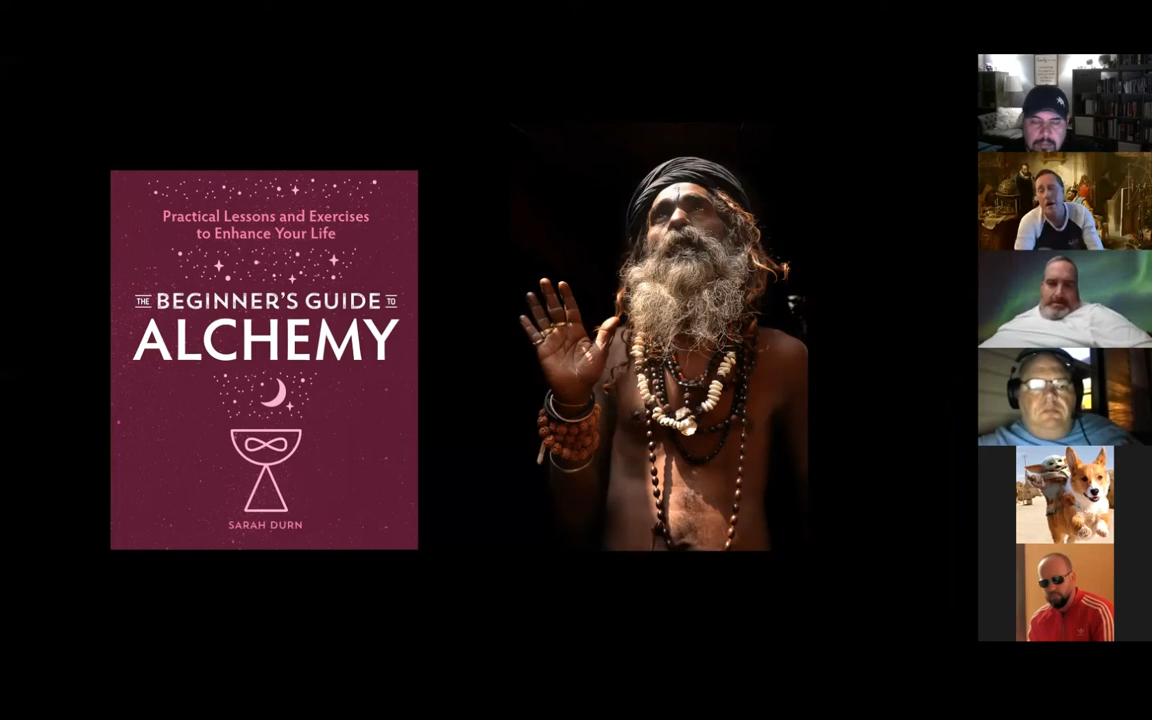 Practical Lessons and Exercises
to Enhance Your Life
THE BEGINNER'S GUIDE TO
ALCHEMY
SARAH DURN